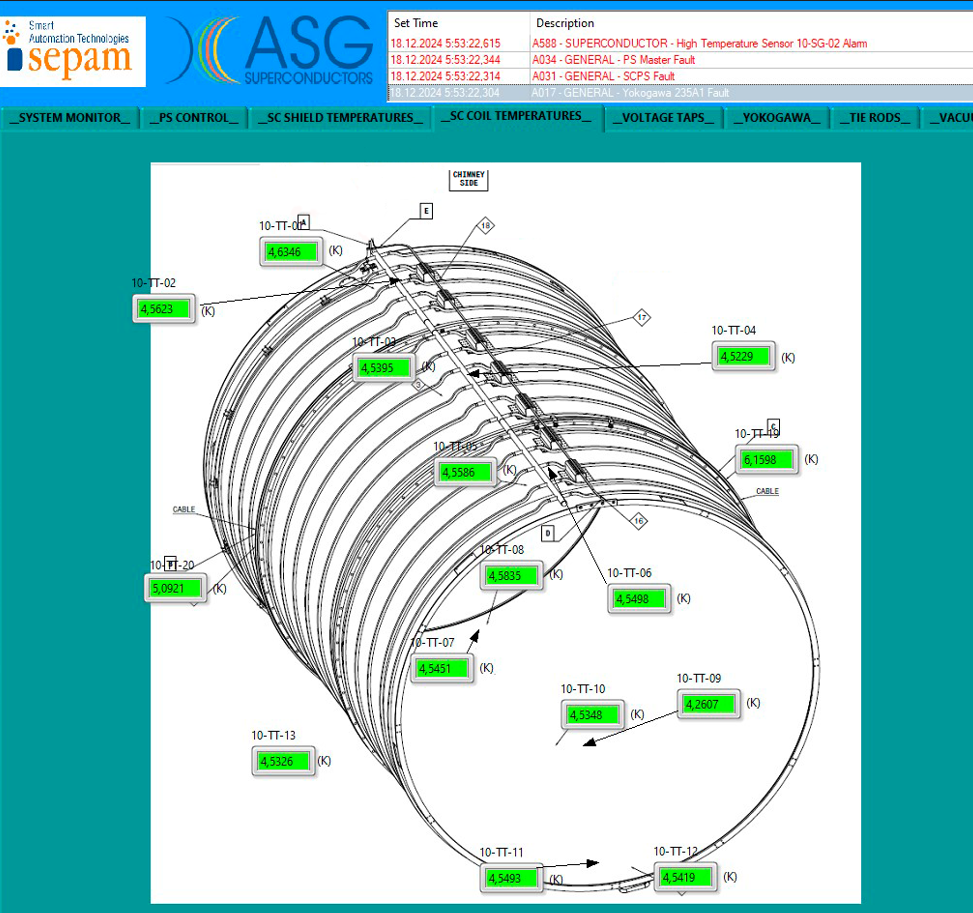 Smart
Automation Technologies
sepam
ASG
SUPERCONDUCTORS
Set Time Description
18.12.2024 5:53:22,615 A588 - SUPERCONDUCTOR - High Temperature Sensor 10-SG-02 Alarm
18.12.2024 5:53:22,344 A034 - GENERAL - PS Master Fault
18.12.2024 5:53:22,314 A031 - GENERAL - SCPS Fault
18.12.2024 5:53:22,304 A017 - GENERAL - Yokogawa 235A1 Fault
_SYSTEM MONITOR_ _PS CONTROL_ _SC SHIELD TEMPERATURES_ _SC COIL TEMPERATURES_ _VOLTAGE TAPS_ _YOKOGAWA_ _TIE RODS_ _VACU
CHIMNEY
SIDE
E
10-TT-0 A
18
4,6346 (K)
10-TT-02
4,5623 (K)
17
10-TT-03
10-TT-04
4,5395 (K)
4,5229 (K)
C
10-TT-19
10-TT-05
6,1598 (K)
4,5586 (K)
CABLE
CABLE
16
D
10-TT-08
10-TT-20
4,5835 (K)
10-TT-06
5,0921 (K)
4,5498 (K)
10-TT-07
4,5451 (K)
10-TT-09
10-TT-10
4,2607 (K)
4,5348 (K)
10-TT-13
4,5326 (K)
10-TT-11
10-TT-12
4,5493 (K)
4,5419 (K)